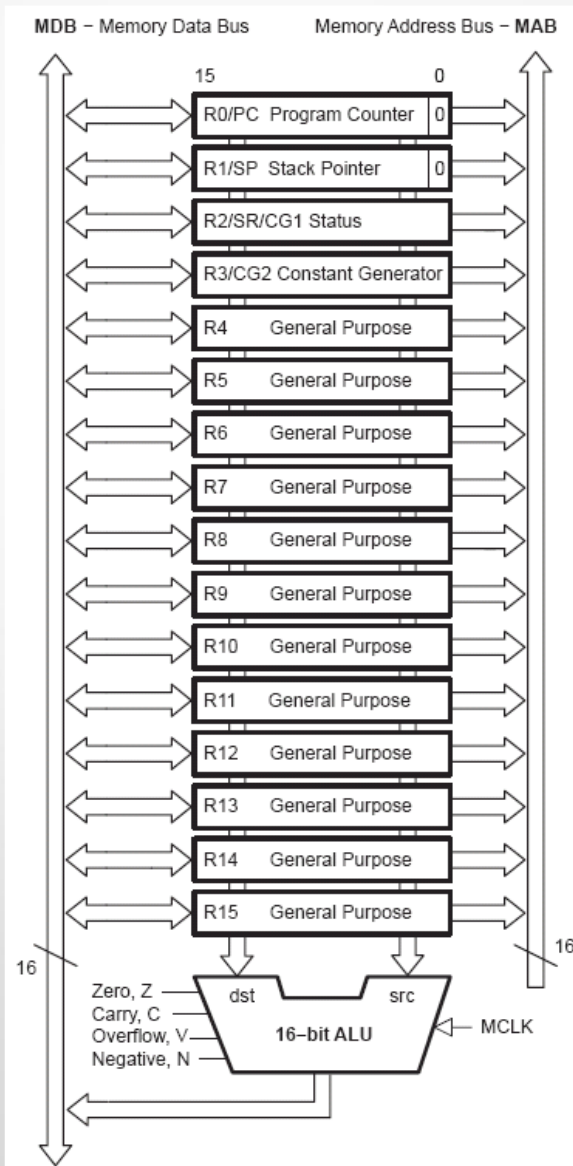 MDB – Memory Data Bus Memory Address Bus – MAB
15 0
R0/PC Program Counter 0
R1/SP Stack Pointer 0
R2/SR/CG1 Status
R3/CG2 Constant Generator
R4 General Purpose
R5 General Purpose
R6 General Purpose
R7 General Purpose
R8 General Purpose
R9 General Purpose
R10 General Purpose
R11 General Purpose
R12 General Purpose
R13 General Purpose
R14 General Purpose
R15 General Purpose
16 16
Zero, Z dst src
Carry, C
Overflow, V 16–bit ALU MCLK
Negative, N